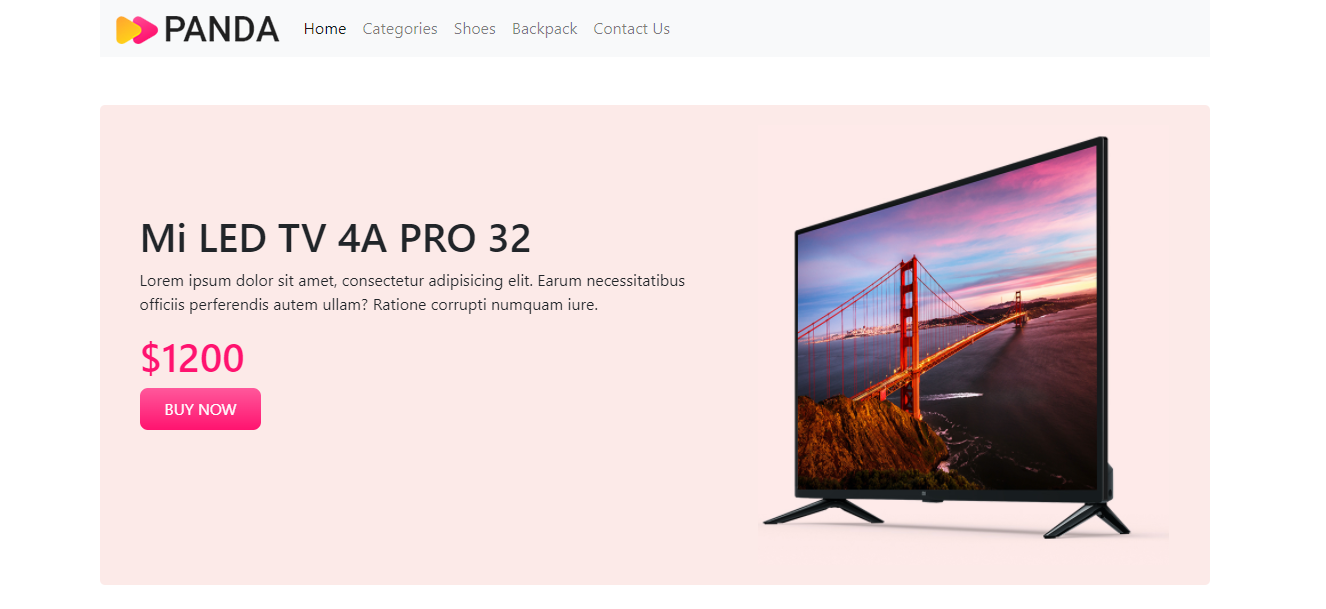 PANDA Home Categories Shoes Backpack Contact Us
Mi LED TV 4A PRO 32
Lorem ipsum dolor sit amet, consectetur adipisicing elit. Earum necessitatibus
officiis perferendis autem ullam? Ratione corrupti numquam iure.
$1200
BUY NOW